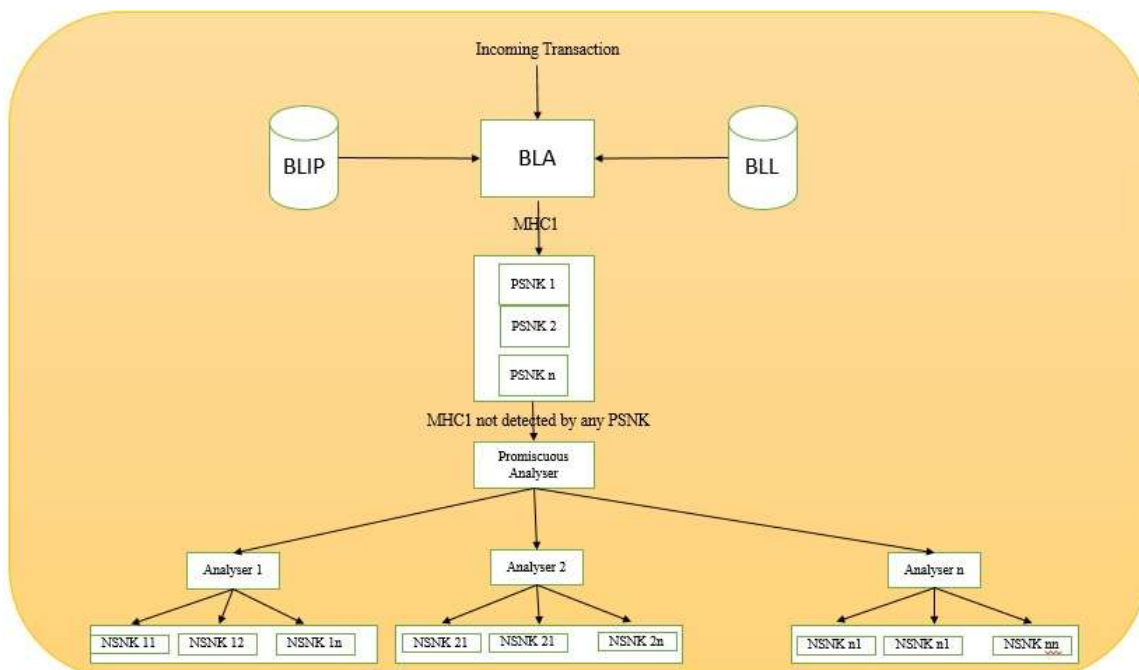 Incoming Transaction
BLIP
BLA
BLL
MHC1
PSNK 1
PSNK 2
PSNK n
MHC1 not detected by any PSNK
Promiscuous
Analyser
Analyser 1
Analyser 2
Analyser n
NSNK 11
NSNK 12
NSNK 1n
NSNK 21
NSNK 21
NSNK 2n
NSNK n1
NSNK n1
NSNK nn